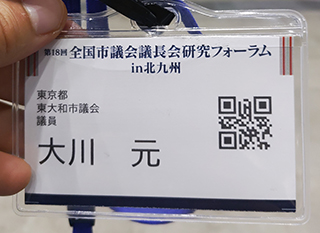 第18回 全国市議会議長会研究フォーラム
in北九州
東京都
東大和市議会
議員
大川 元